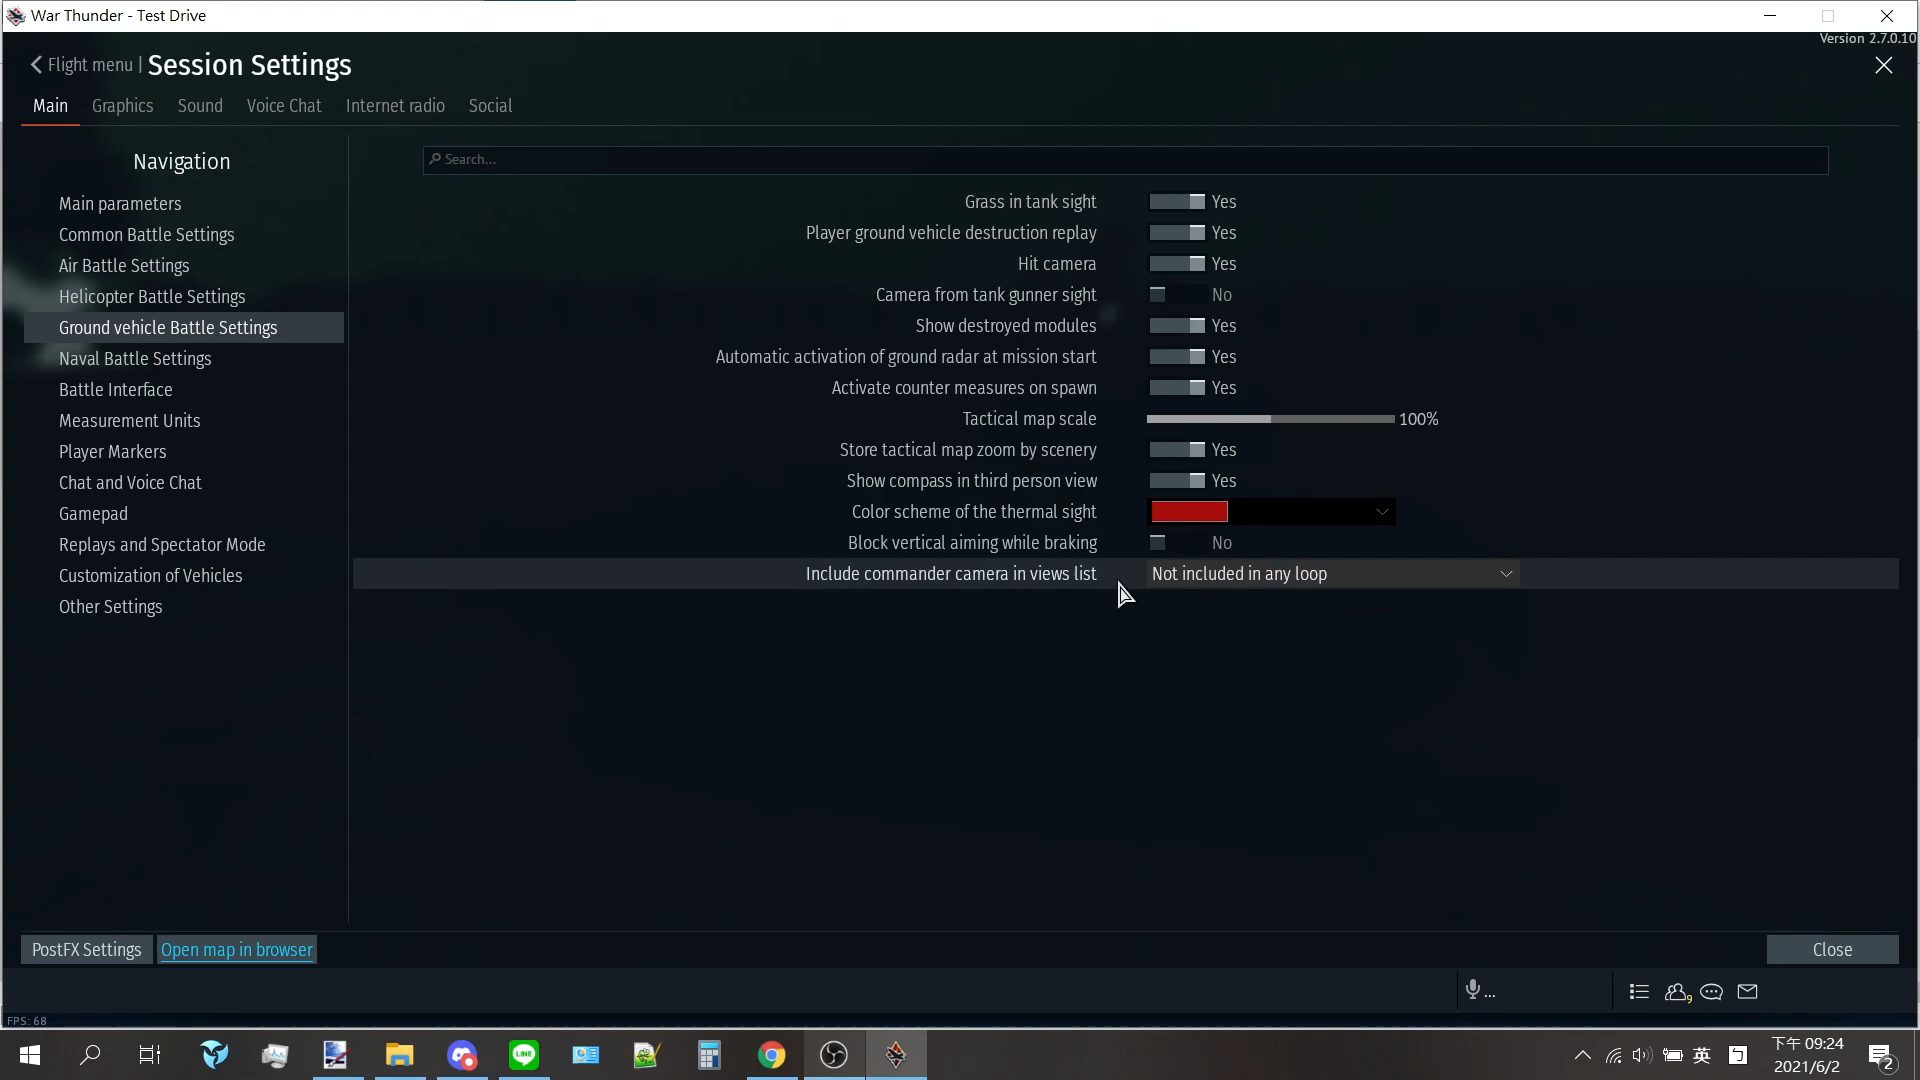 War Thunder - Test Drive
Version 2.7.0.10
Flight menu | Session Settings
Main Graphics Sound Voice Chat Internet radio Social
Navigation
Search...
Main parameters
Common Battle Settings
Air Battle Settings
Helicopter Battle Settings
Ground vehicle Battle Settings
Naval Battle Settings
Battle Interface
Measurement Units
Player Markers
Chat and Voice Chat
Gamepad
Replays and Spectator Mode
Customization of Vehicles
Other Settings
Grass in tank sight Yes
Player ground vehicle destruction replay Yes
Hit camera Yes
Camera from tank gunner sight No
Show destroyed modules Yes
Automatic activation of ground radar at mission start Yes
Activate counter measures on spawn Yes
Tactical map scale 100%
Store tactical map zoom by scenery Yes
Show compass in third person view Yes
Color scheme of the thermal sight
Block vertical aiming while braking No
Include commander camera in views list Not included in any loop
PostFX Settings Open map in browser Close
...
9
FPS: 68
LINE
英 ㄅ
下午 09:24
2021/6/2
2